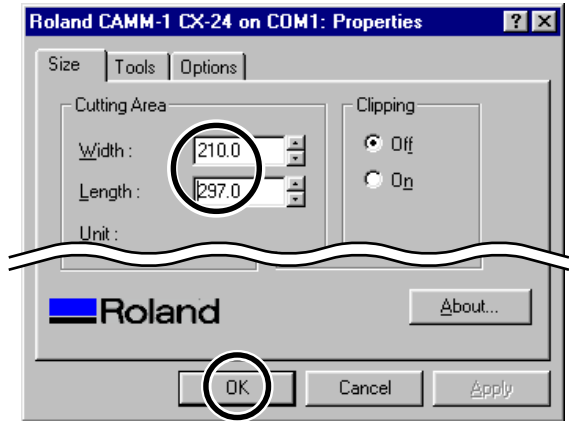 Roland CAMM-1 CX-24 on COM1: Properties
Size Tools Options
Cutting Area Clipping
Width : 210.0 Off
Length : 297.0 On
Unit :
Roland About...
OK Cancel Apply